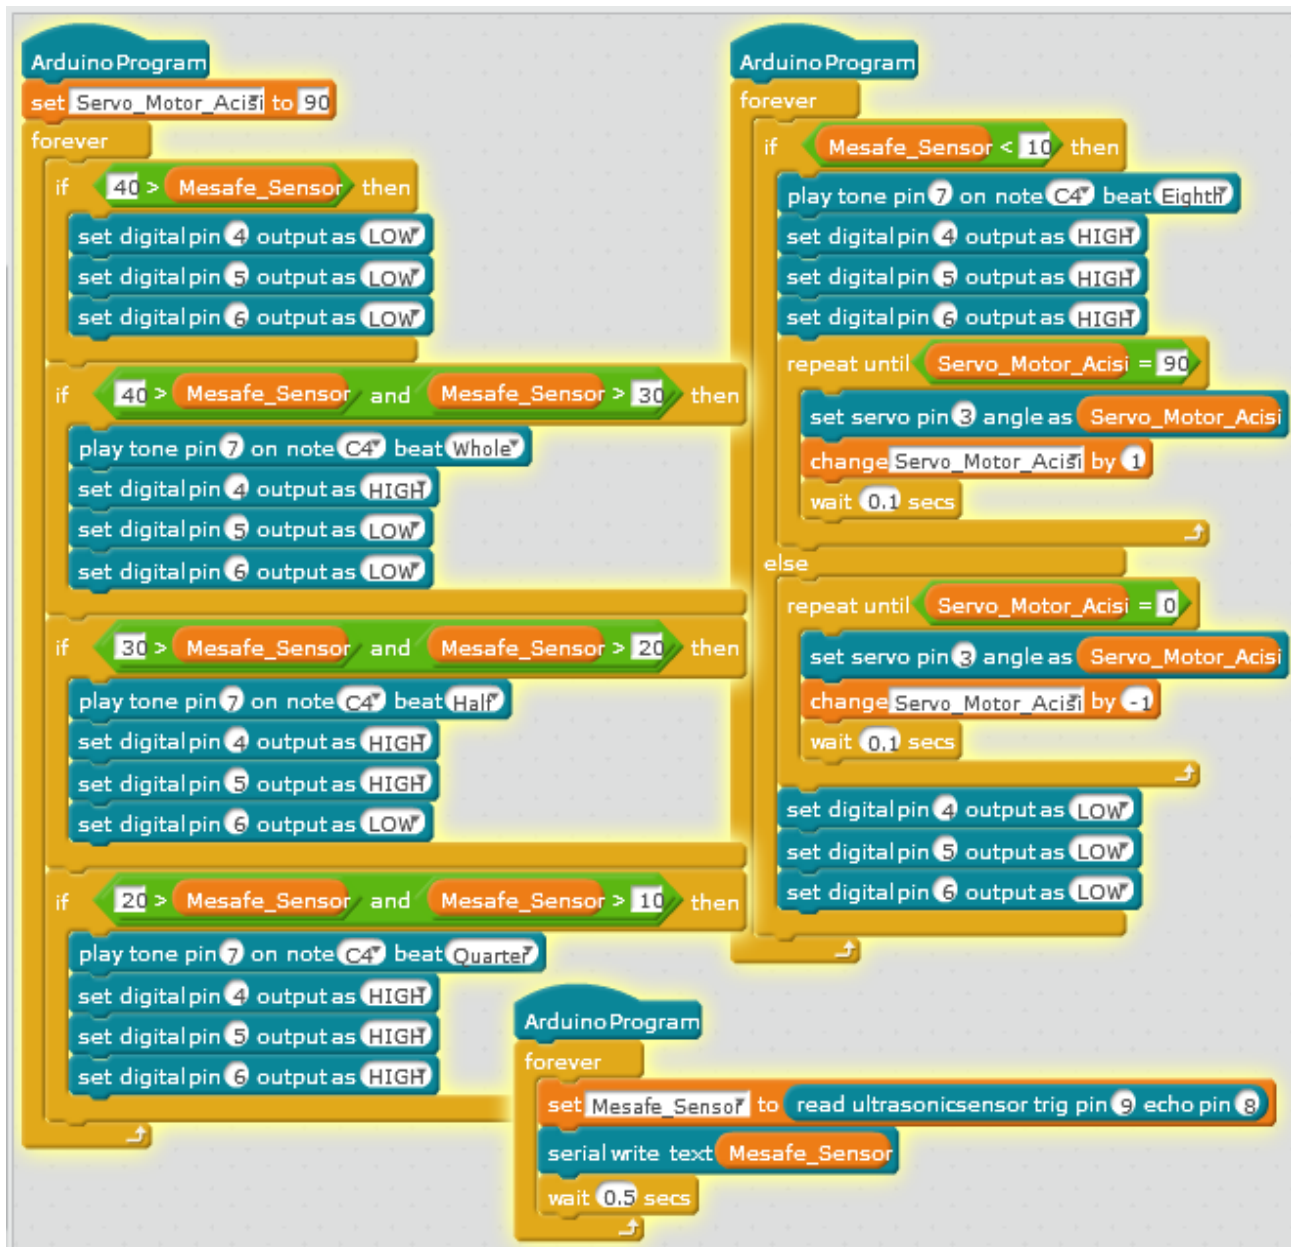 Arduino Program
set Servo_Motor_Acisi to 90
forever
if 40 > Mesafe_Sensor then
set digital pin 4 output as LOW
set digital pin 5 output as LOW
set digital pin 6 output as LOW
if 40 > Mesafe_Sensor and Mesafe_Sensor > 30 then
play tone pin 7 on note C4 beat Whole
set digital pin 4 output as HIGH
set digital pin 5 output as LOW
set digital pin 6 output as LOW
if 30 > Mesafe_Sensor and Mesafe_Sensor > 20 then
play tone pin 7 on note C4 beat Half
set digital pin 4 output as HIGH
set digital pin 5 output as HIGH
set digital pin 6 output as LOW
if 20 > Mesafe_Sensor and Mesafe_Sensor > 10 then
play tone pin 7 on note C4 beat Quarter
set digital pin 4 output as HIGH
set digital pin 5 output as HIGH
set digital pin 6 output as HIGH
Arduino Program
forever
if Mesafe_Sensor < 10 then
play tone pin 7 on note C4 beat Eighth
set digital pin 4 output as HIGH
set digital pin 5 output as HIGH
set digital pin 6 output as HIGH
repeat until Servo_Motor_Acisi = 90
set servo pin 3 angle as Servo_Motor_Acisi
change Servo_Motor_Acisi by 1
wait 0.1 secs
else
repeat until Servo_Motor_Acisi = 0
set servo pin 3 angle as Servo_Motor_Acisi
change Servo_Motor_Acisi by -1
wait 0.1 secs
set digital pin 4 output as LOW
set digital pin 5 output as LOW
set digital pin 6 output as LOW
Arduino Program
forever
set Mesafe_Sensor to read ultrasonicsensor trig pin 9 echo pin 8
serial write text Mesafe_Sensor
wait 0.5 secs